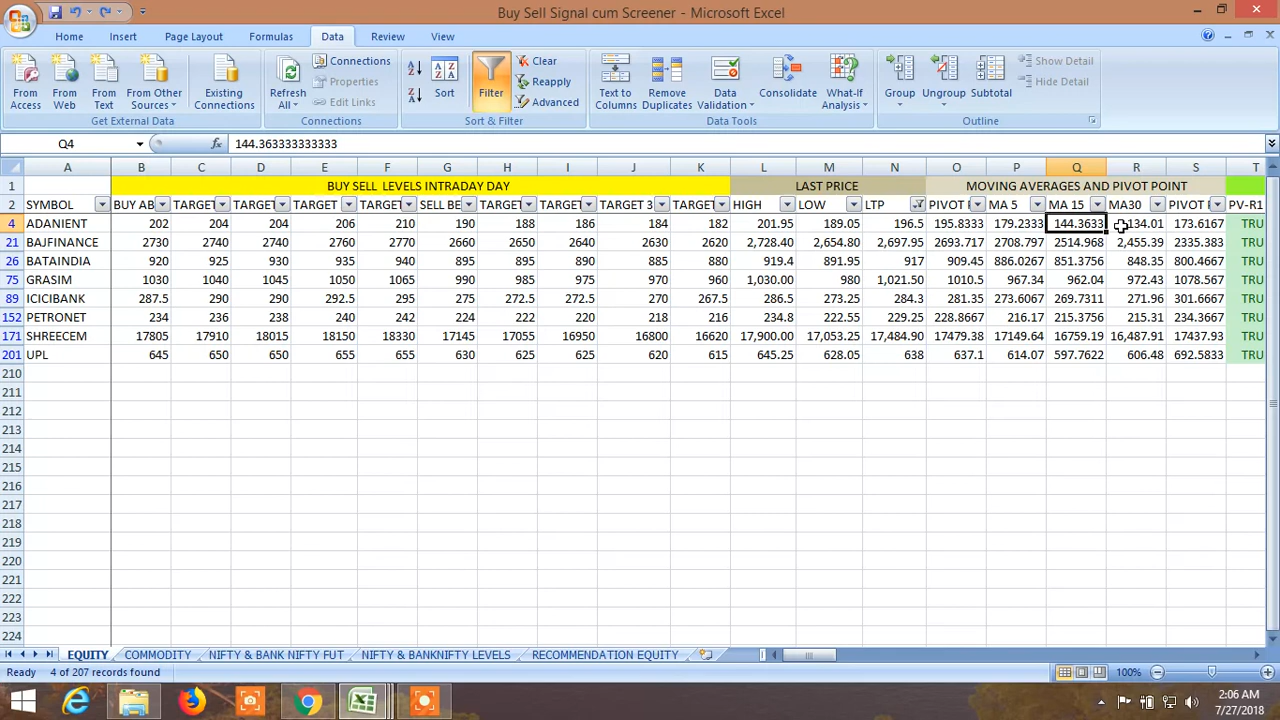 Buy Sell Signal cum Screener - Microsoft Excel
Home Insert Page Layout Formulas Data Review View
From Access From Web From Text From Other Sources Existing Connections Refresh All Connections Properties Edit Links Sort Filter Clear Reapply Advanced Text to Columns Remove Duplicates Data Validation Consolidate What-If Analysis Group Ungroup Subtotal Show Detail Hide Detail
Get External Data Connections Sort & Filter Data Tools Outline
Q4 fx 144.363333333333
A B C D E F G H I J K L M N O P Q R S T
1 BUY SELL LEVELS INTRADAY DAY LAST PRICE MOVING AVERAGES AND PIVOT POINT
2 SYMBOL BUY AB TARGET TARGET TARGET TARGET SELL BE TARGET TARGET TARGET 3 TARGET HIGH LOW LTP PIVOT MA 5 MA 15 MA30 PIVOT PV-R1
4 ADANIENT 202 204 204 206 210 190 188 186 184 182 201.95 189.05 196.5 195.8333 179.2333 144.3633 134.01 173.6167 TRU
21 BAJFINANCE 2730 2740 2740 2760 2770 2660 2650 2640 2630 2620 2,728.40 2,654.80 2,697.95 2693.717 2708.797 2514.968 2,455.39 2335.383 TRU
26 BATAINDIA 920 925 930 935 940 895 895 890 885 880 919.4 891.95 917 909.45 886.0267 851.3756 848.35 800.4667 TRU
75 GRASIM 1030 1040 1045 1050 1065 990 985 975 970 960 1,030.00 1,000.00 1,021.50 1010.5 967.34 962.04 972.43 1078.567 TRU
89 ICICIBANK 287.5 290 290 292.5 295 275 272.5 272.5 270 267.5 286.5 273.25 284.3 281.35 273.6067 269.7311 271.96 301.6667 TRU
152 PETRONET 234 236 238 240 242 224 222 220 218 216 234.8 222.55 229.25 228.8667 216.17 215.3756 215.31 234.3667 TRU
171 SHREECEM 17805 17910 18015 18150 18330 17145 17055 16950 16800 16620 17,900.00 17,053.25 17,484.90 17479.38 17149.64 16759.19 16,487.91 17437.93 TRU
201 UPL 645 650 650 655 655 630 625 625 620 615 645.25 628.05 638 637.1 614.07 597.7622 606.48 692.5833 TRU
210
211
212
213
214
215
216
217
218
219
220
221
222
223
224
EQUITY COMMODITY NIFTY & BANK NIFTY FUT NIFTY & BANKNIFTY LEVELS RECOMMENDATION EQUITY
Ready 4 of 207 records found 100%
2:06 AM
7/27/2018